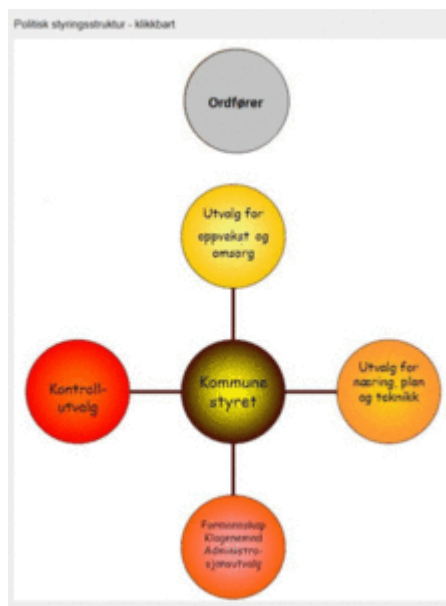 Politisk styringsstruktur - klikkbart
Ordfører
Utvalg for
oppvekst og
omsorg
Kontroll-
utvalg
Kommune
styret
Utvalg for
næring, plan
og teknikk
Formannskap
Klagenemnd
Administra-
sjonsutvalg